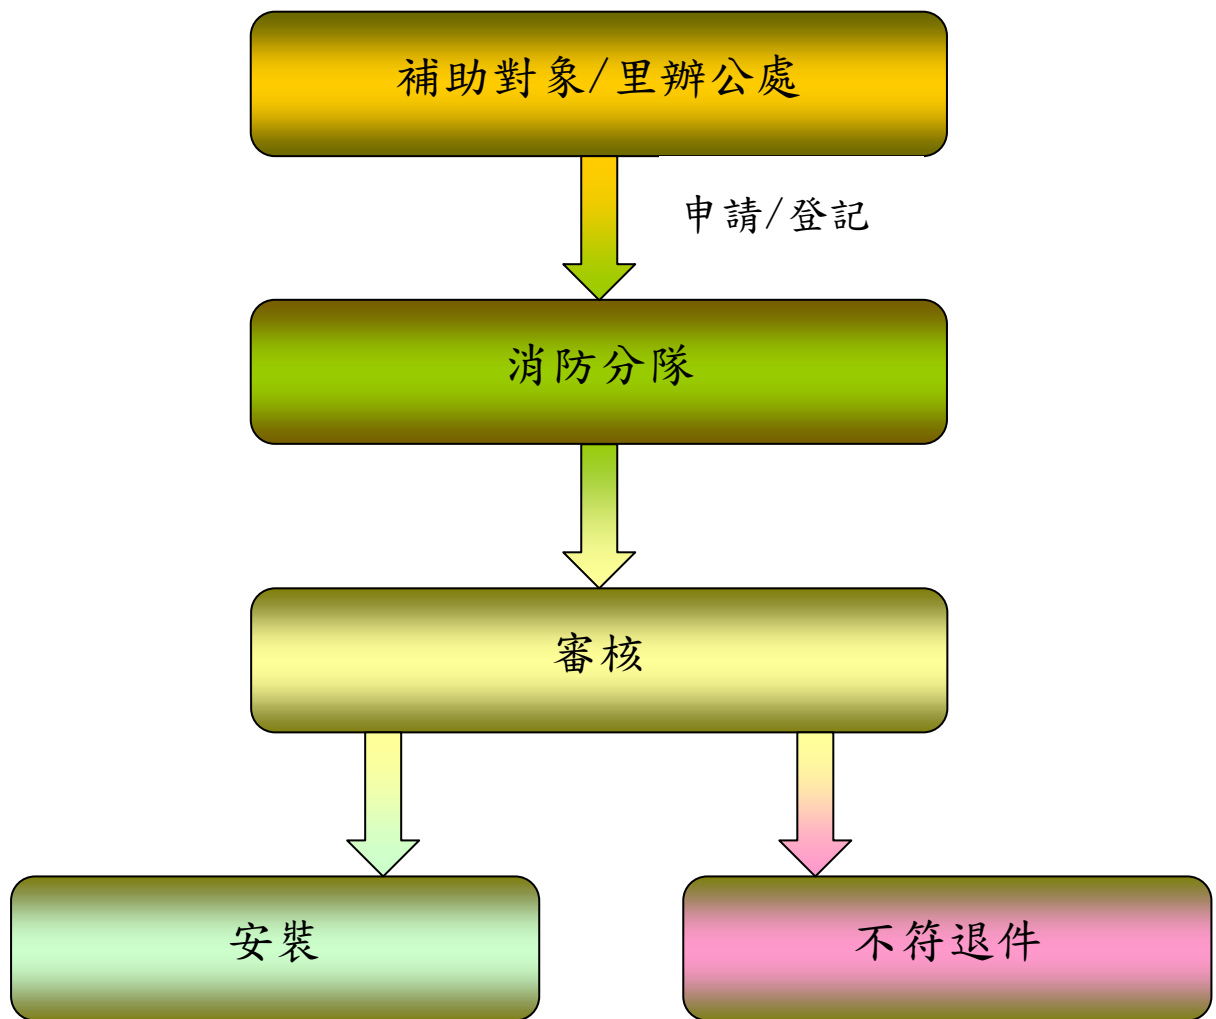 補助對象/里辦公處
申請/登記
消防分隊
審核
安裝
不符退件